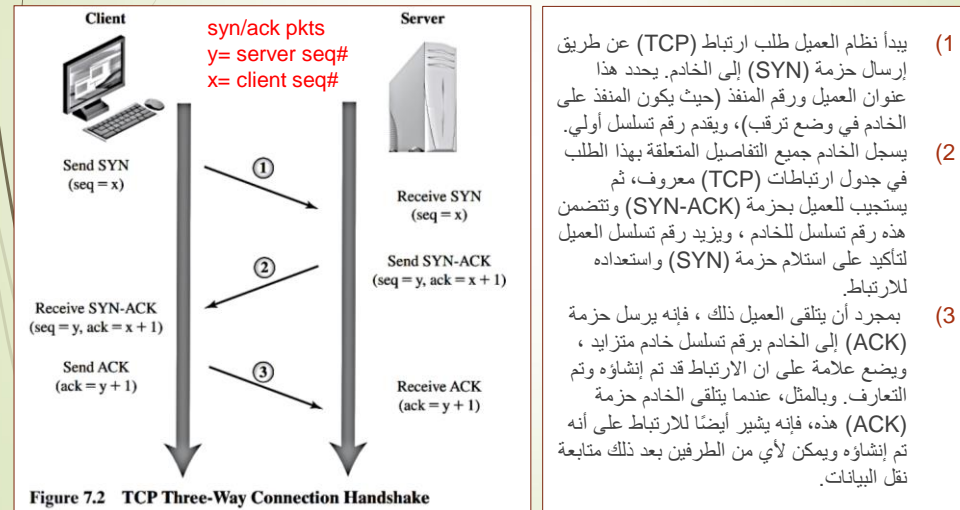 Client
Server
syn/ack pkts
y= server seq#
x= client seq#
Send SYN
(seq = x)
1
Receive SYN
(seq = x)
2
Send SYN-ACK
(seq = y, ack = x + 1)
Receive SYN-ACK
(seq = y, ack = x + 1)
Send ACK
(ack = y + 1)
3
Receive ACK
(ack = y + 1)
Figure 7.2 TCP Three-Way Connection Handshake
1) يبدأ نظام العميل طلب ارتباط (TCP) عن طريق
إرسال حزمة (SYN) إلى الخادم. يحدد هذا
عنوان العميل ورقم المنفذ (حيث يكون المنفذ على
الخادم في وضع ترقب)، ويقدم رقم تسلسل أولي.
2) يسجل الخادم جميع التفاصيل المتعلقة بهذا الطلب
في جدول ارتباطات (TCP) معروف، ثم
يستجيب للعميل بحزمة (SYN-ACK) وتتضمن
هذه رقم تسلسل للخادم ، ويزيد رقم تسلسل العميل
لتأكيد على استلام حزمة (SYN) واستعداده
للارتباط.
3) بمجرد أن يتلقى العميل ذلك ، فإنه يرسل حزمة
(ACK) إلى الخادم برقم تسلسل خادم متزايد ،
ويضع علامة على ان الارتباط قد تم إنشاؤه وتم
التعارف. وبالمثل، عندما يتلقى الخادم حزمة
(ACK) هذه، فإنه يشير أيضًا للارتباط على أنه
تم إنشاؤه ويمكن لأي من الطرفين بعد ذلك متابعة
نقل البيانات.